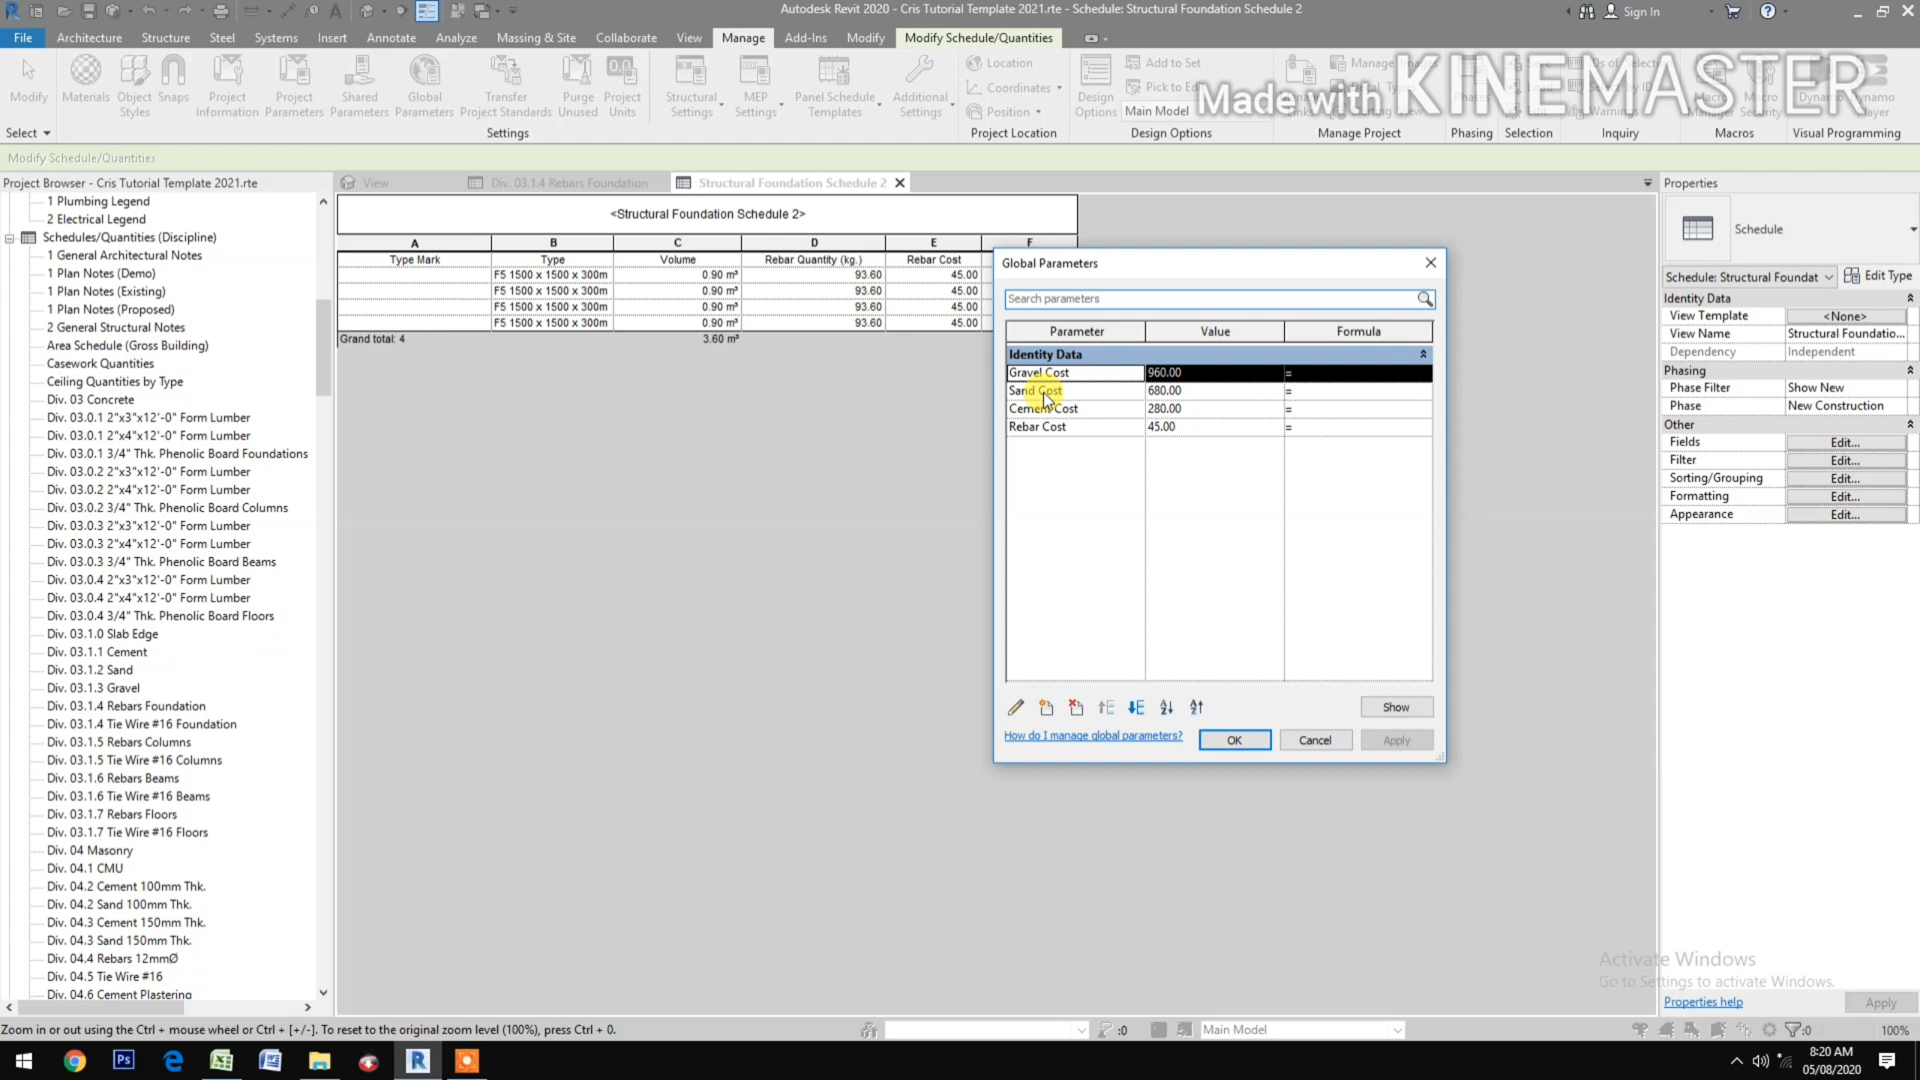 Autodesk Revit 2020 - Cris Tutorial Template 2021.rte - Schedule: Structural Foundation Schedule 2
Sign In
File Architecture Structure Steel Systems Insert Annotate Analyze Massing & Site Collaborate View Manage Add-Ins Modify Modify Schedule/Quantities
Modify
Materials
Object Styles
Snaps
Project Information
Project Parameters
Shared Parameters
Global Parameters
Transfer Project Standards
Purge Unused
Project Units
Structural Settings
MEP Settings
Panel Schedule Templates
Additional Settings
Location
Coordinates
Position
Design Options
Add to Set
Pick to Edit
Main Model
Made with KINEMASTER
Select
Settings
Project Location
Design Options
Manage Project
Phasing
Selection
Inquiry
Macros
Visual Programming
Modify Schedule/Quantities
Project Browser - Cris Tutorial Template 2021.rte
1 Plumbing Legend
2 Electrical Legend
Schedules/Quantities (Discipline)
1 General Architectural Notes
1 Plan Notes (Demo)
1 Plan Notes (Existing)
1 Plan Notes (Proposed)
2 General Structural Notes
Area Schedule (Gross Building)
Casework Quantities
Ceiling Quantities by Type
Div. 03 Concrete
Div. 03.0.1 2"x3"x12'-0" Form Lumber
Div. 03.0.1 2"x4"x12'-0" Form Lumber
Div. 03.0.1 3/4" Thk. Phenolic Board Foundations
Div. 03.0.2 2"x3"x12'-0" Form Lumber
Div. 03.0.2 2"x4"x12'-0" Form Lumber
Div. 03.0.2 3/4" Thk. Phenolic Board Columns
Div. 03.0.3 2"x3"x12'-0" Form Lumber
Div. 03.0.3 2"x4"x12'-0" Form Lumber
Div. 03.0.3 3/4" Thk. Phenolic Board Beams
Div. 03.0.4 2"x3"x12'-0" Form Lumber
Div. 03.0.4 2"x4"x12'-0" Form Lumber
Div. 03.0.4 3/4" Thk. Phenolic Board Floors
Div. 03.1.0 Slab Edge
Div. 03.1.1 Cement
Div. 03.1.2 Sand
Div. 03.1.3 Gravel
Div. 03.1.4 Rebars Foundation
Div. 03.1.4 Tie Wire #16 Foundation
Div. 03.1.5 Rebars Columns
Div. 03.1.5 Tie Wire #16 Columns
Div. 03.1.6 Rebars Beams
Div. 03.1.6 Tie Wire #16 Beams
Div. 03.1.7 Rebars Floors
Div. 03.1.7 Tie Wire #16 Floors
Div. 04 Masonry
Div. 04.1 CMU
Div. 04.2 Cement 100mm Thk.
Div. 04.2 Sand 100mm Thk.
Div. 04.3 Cement 150mm Thk.
Div. 04.3 Sand 150mm Thk.
Div. 04.4 Rebars 12mmØ
Div. 04.5 Tie Wire #16
Div. 04.6 Cement Plastering
View
Div. 03.1.4 Rebars Foundation
Structural Foundation Schedule 2
<Structural Foundation Schedule 2>
A B C D E F
Type Mark Type Volume Rebar Quantity (kg.) Rebar Cost
F5 1500 x 1500 x 300m 0.90 m³ 93.60 45.00
F5 1500 x 1500 x 300m 0.90 m³ 93.60 45.00
F5 1500 x 1500 x 300m 0.90 m³ 93.60 45.00
F5 1500 x 1500 x 300m 0.90 m³ 93.60 45.00
Grand total: 4 3.60 m³
Global Parameters
Search parameters
Parameter Value Formula
Identity Data
Gravel Cost 960.00 =
Sand Cost 680.00 =
Cement Cost 280.00 =
Rebar Cost 45.00 =
Show
How do I manage global parameters?
OK Cancel Apply
Properties
Schedule
Schedule: Structural Foundat
Edit Type
Identity Data
View Template <None>
View Name Structural Foundatio...
Dependency Independent
Phasing
Phase Filter Show New
Phase New Construction
Other
Fields Edit...
Filter Edit...
Sorting/Grouping Edit...
Formatting Edit...
Appearance Edit...
Activate Windows
Go to Settings to activate Windows.
Properties help
Apply
Zoom in or out using the Ctrl + mouse wheel or Ctrl + [+/-]. To reset to the original zoom level (100%), press Ctrl + 0.
:0
Main Model
:0
100%
8:20 AM
05/08/2020